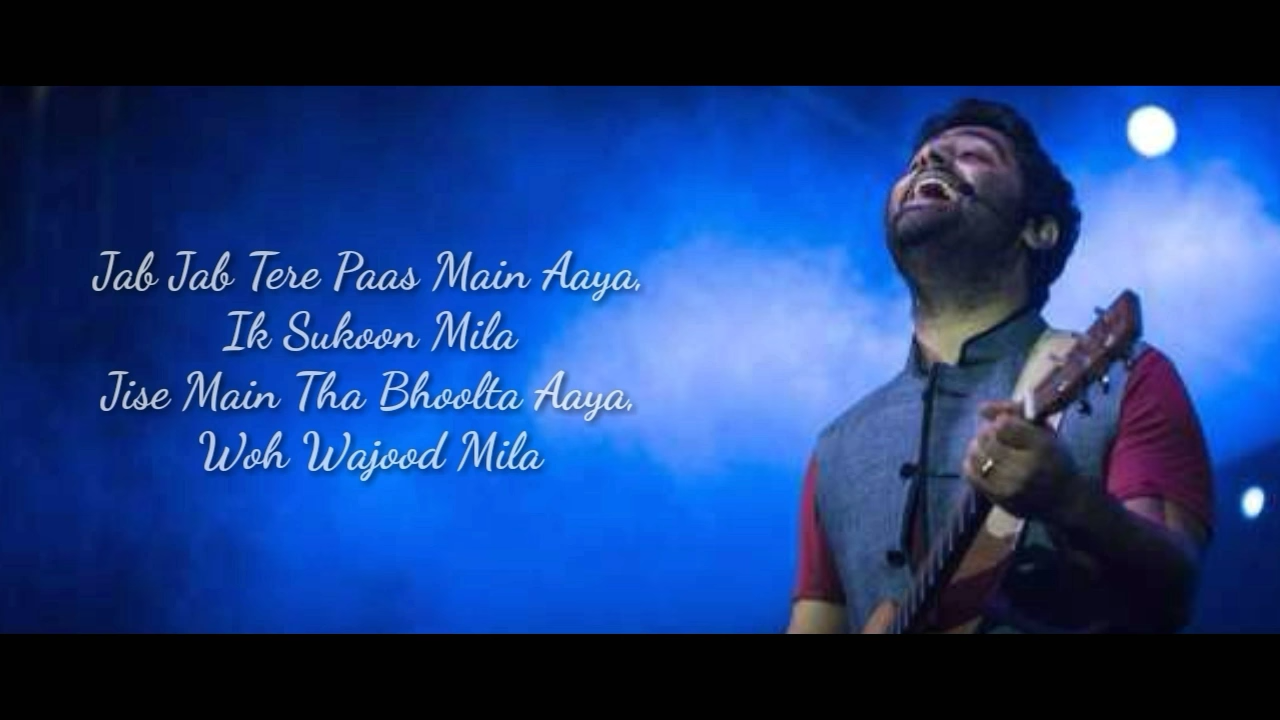 Jab Jab Tere Paas Main Aaya,
Ik Sukoon Mila
Jise Main Tha Bhoolta Aaya,
Woh Wajood Mila